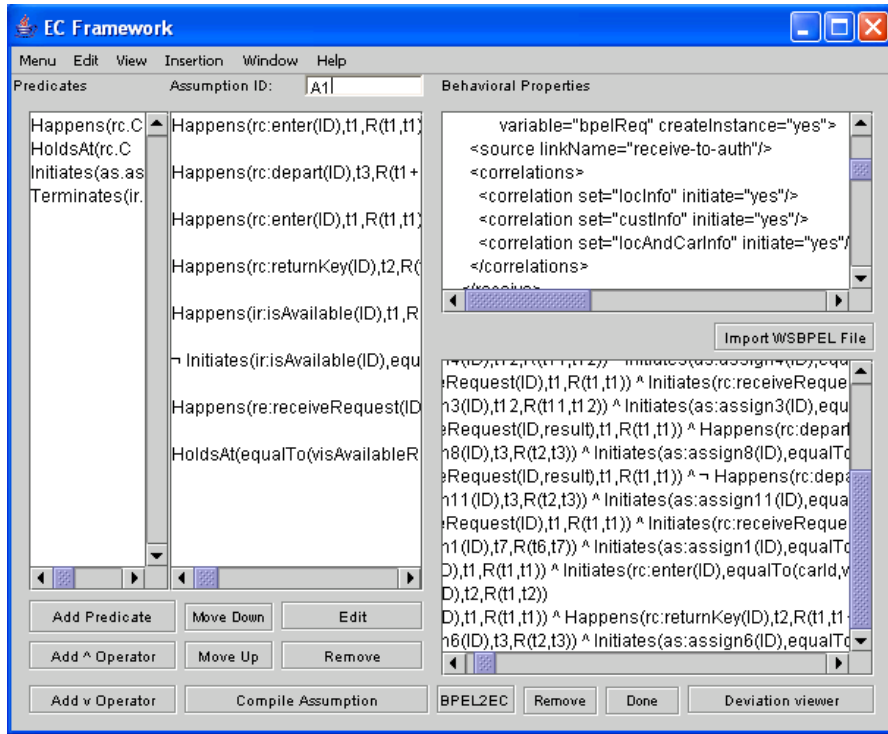 EC Framework
Menu Edit View Insertion Window Help
Predicates Assumption ID: A1 Behavioral Properties
Happens(rc.C
HoldsAt(rc.C
Initiates(as.as
Terminates(ir.
Happens(rc:enter(ID),t1,R(t1,t1)
Happens(rc:depart(ID),t3,R(t1+
Happens(rc:enter(ID),t1,R(t1,t1)
Happens(rc:returnKey(ID),t2,R(
Happens(ir:isAvailable(ID),t1,R
¬ Initiates(ir:isAvailable(ID),equ
Happens(re:receiveRequest(ID
HoldsAt(equalTo(visAvailableR
variable="bpelReq" createInstance="yes">
<source linkName="receive-to-auth"/>
<correlations>
<correlation set="locInfo" initiate="yes"/>
<correlation set="custInfo" initiate="yes"/>
<correlation set="locAndCarInfo" initiate="yes"/
</correlations>
</receive>
Import WSBPEL File
n4(ID),t12,R(t11,t12)) ^ Initiates(as:assign4(ID),equ
eRequest(ID),t1,R(t1,t1)) ^ Initiates(rc:receiveReque
n3(ID),t12,R(t11,t12)) ^ Initiates(as:assign3(ID),equ
eRequest(ID,result),t1,R(t1,t1)) ^ Happens(rc:depart
n8(ID),t3,R(t2,t3)) ^ Initiates(as:assign8(ID),equalTo
eRequest(ID,result),t1,R(t1,t1)) ^ ¬ Happens(rc:depa
n11(ID),t3,R(t2,t3)) ^ Initiates(as:assign11(ID),equa
eRequest(ID),t1,R(t1,t1)) ^ Initiates(rc:receiveReque
n1(ID),t7,R(t6,t7)) ^ Initiates(as:assign1(ID),equalTo
D),t1,R(t1,t1)) ^ Initiates(rc:enter(ID),equalTo(carId,v
D),t2,R(t1,t2))
D),t1,R(t1,t1)) ^ Happens(rc:returnKey(ID),t2,R(t1,t1
n6(ID),t3,R(t2,t3)) ^ Initiates(as:assign6(ID),equalTo
Add Predicate Move Down Edit
Add ^ Operator Move Up Remove
Add v Operator Compile Assumption BPEL2EC Remove Done Deviation viewer